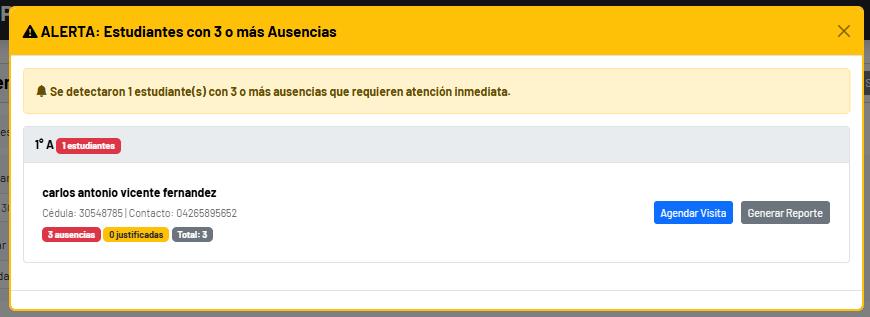 ALERTA: Estudiantes con 3 o más Ausencias
Se detectaron 1 estudiante(s) con 3 o más ausencias que requieren atención inmediata.
1° A 1 estudiantes
carlos antonio vicente fernandez
Cédula: 30548785 | Contacto: 04265895652
Agendar Visita Generar Reporte
3 ausencias 0 justificadas Total: 3